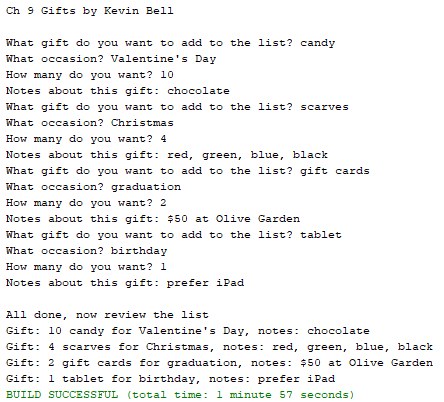 Ch 9 Gifts by Kevin Bell
What gift do you want to add to the list? candy
What occasion? Valentine's Day
How many do you want? 10
Notes about this gift: chocolate
What gift do you want to add to the list? scarves
What occasion? Christmas
How many do you want? 4
Notes about this gift: red, green, blue, black
What gift do you want to add to the list? gift cards
What occasion? graduation
How many do you want? 2
Notes about this gift: $50 at Olive Garden
What gift do you want to add to the list? tablet
What occasion? birthday
How many do you want? 1
Notes about this gift: prefer iPad
All done, now review the list
Gift: 10 candy for Valentine's Day, notes: chocolate
Gift: 4 scarves for Christmas, notes: red, green, blue, black
Gift: 2 gift cards for graduation, notes: $50 at Olive Garden
Gift: 1 tablet for birthday, notes: prefer iPad
BUILD SUCCESSFUL (total time: 1 minute 57 seconds)